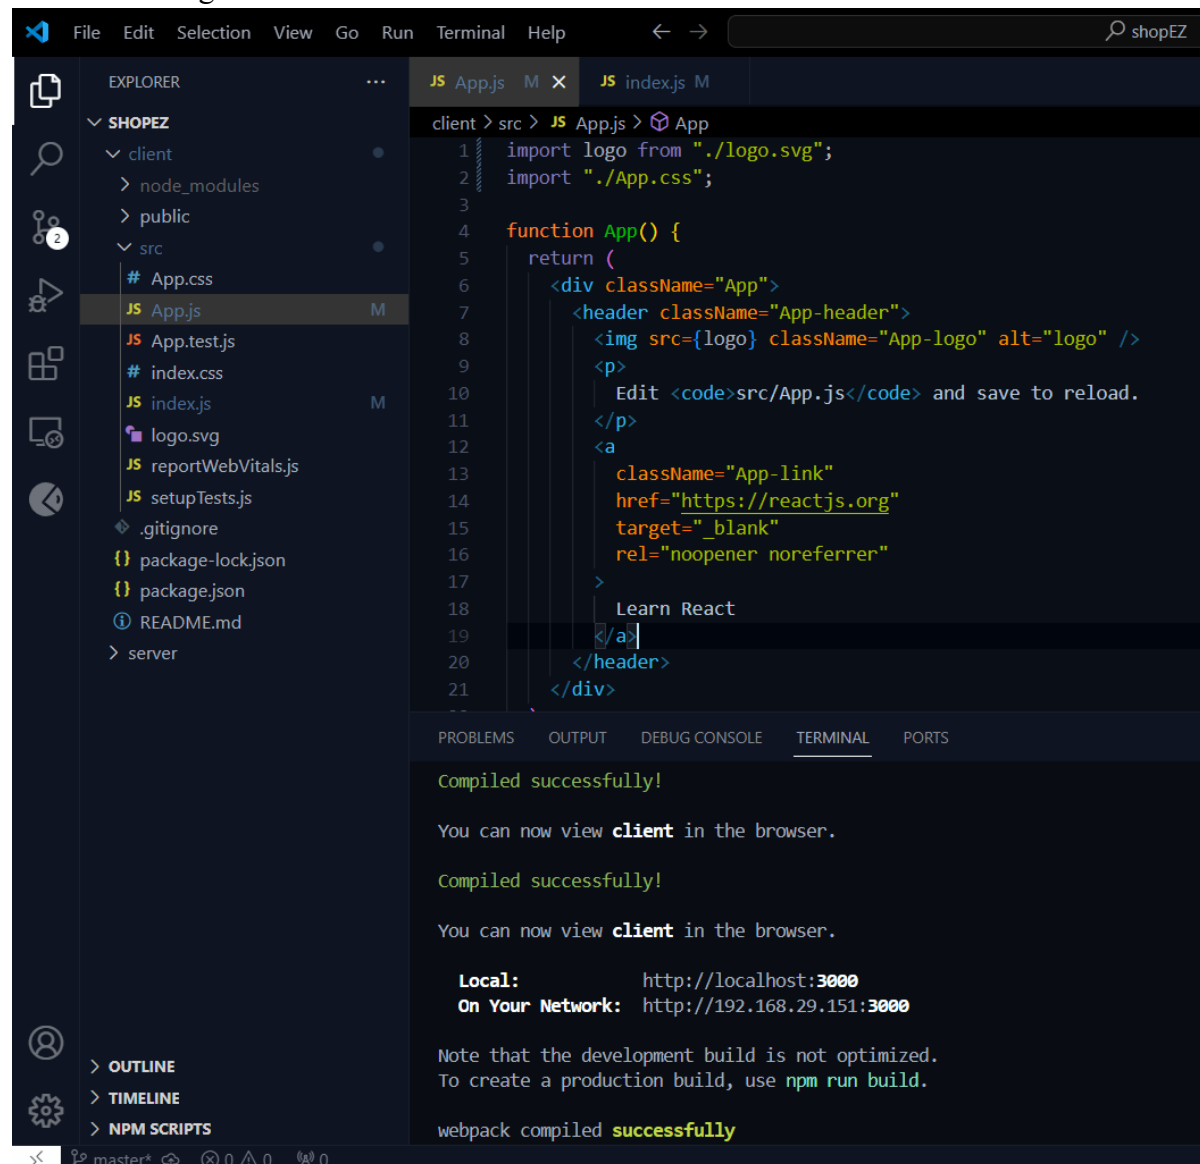 File Edit Selection View Go Run Terminal Help ← → shopEZ
EXPLORER ···
SHOPEZ
client
node_modules
public
src
# App.css
JS App.js M
JS App.test.js
# index.css
JS index.js M
logo.svg
JS reportWebVitals.js
JS setupTests.js
.gitignore
{} package-lock.json
{} package.json
README.md
server
OUTLINE
TIMELINE
NPM SCRIPTS
2
JS App.js M × JS index.js M
client > src > JS App.js > App
1 import logo from "./logo.svg";
2 import "./App.css";
3
4 function App() {
5 return (
6 <div className="App">
7 <header className="App-header">
8 <img src={logo} className="App-logo" alt="logo" />
9 <p>
10 Edit <code>src/App.js</code> and save to reload.
11 </p>
12 <a
13 className="App-link"
14 href="https://reactjs.org"
15 target="_blank"
16 rel="noopener noreferrer"
17 >
18 Learn React
19 </a>
20 </header>
21 </div>
PROBLEMS OUTPUT DEBUG CONSOLE TERMINAL PORTS
Compiled successfully!
You can now view client in the browser.
Compiled successfully!
You can now view client in the browser.
Local: http://localhost:3000
On Your Network: http://192.168.29.151:3000
Note that the development build is not optimized.
To create a production build, use npm run build.
webpack compiled successfully
master* 0 0 0